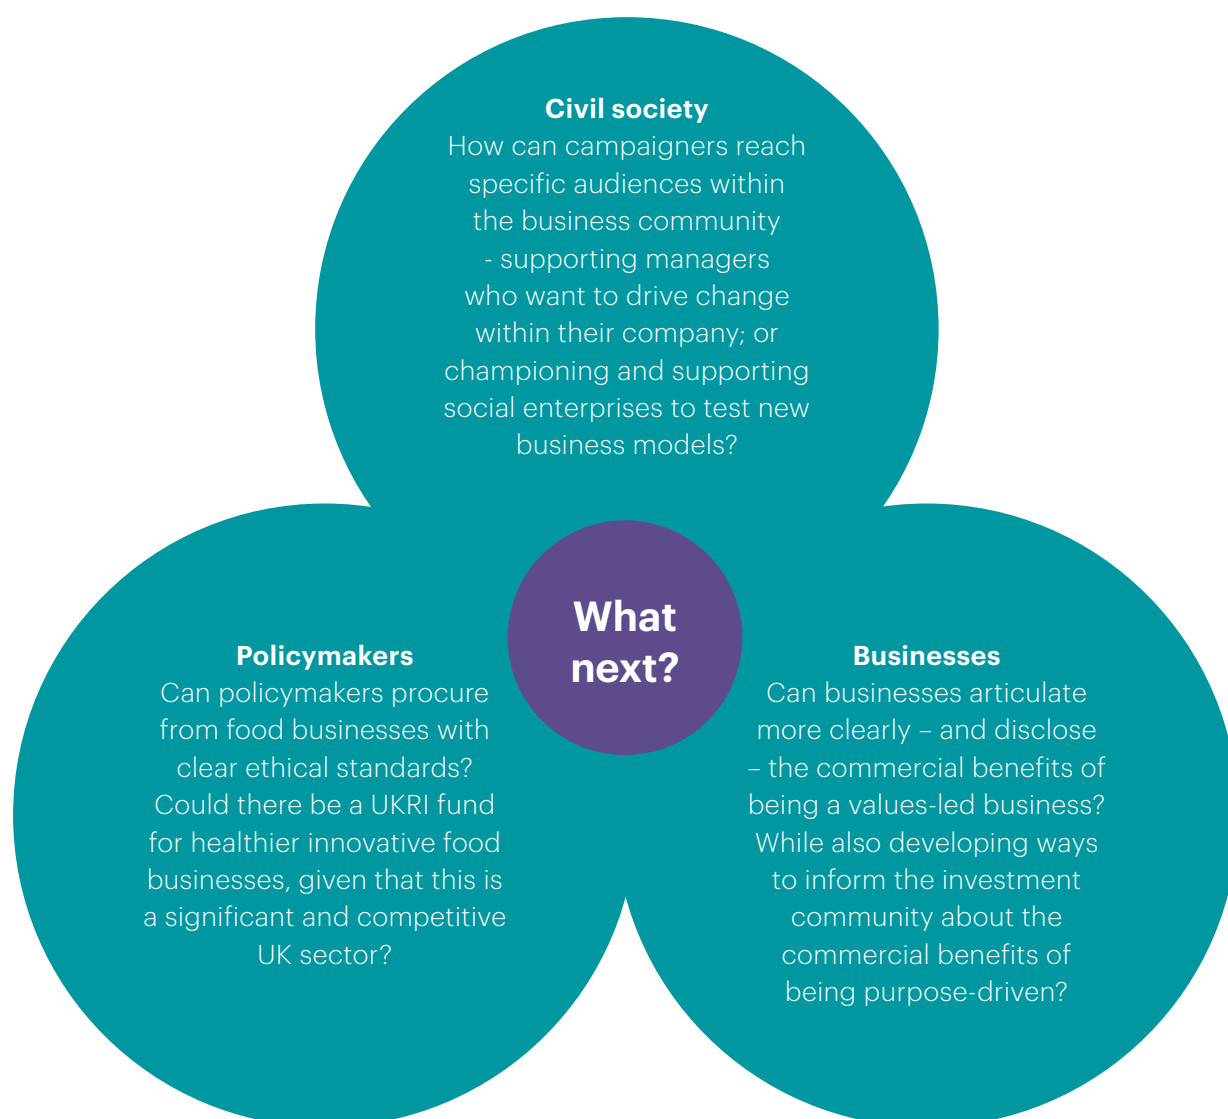 Civil society
How can campaigners reach
specific audiences within
the business community
- supporting managers
who want to drive change
within their company; or
championing and supporting
social enterprises to test new
business models?
What
next?
Policymakers
Can policymakers procure
from food businesses with
clear ethical standards?
Could there be a UKRI fund
for healthier innovative food
businesses, given that this is
a significant and competitive
UK sector?
Businesses
Can businesses articulate
more clearly – and disclose
– the commercial benefits of
being a values-led business?
While also developing ways
to inform the investment
community about the
commercial benefits of
being purpose-driven?